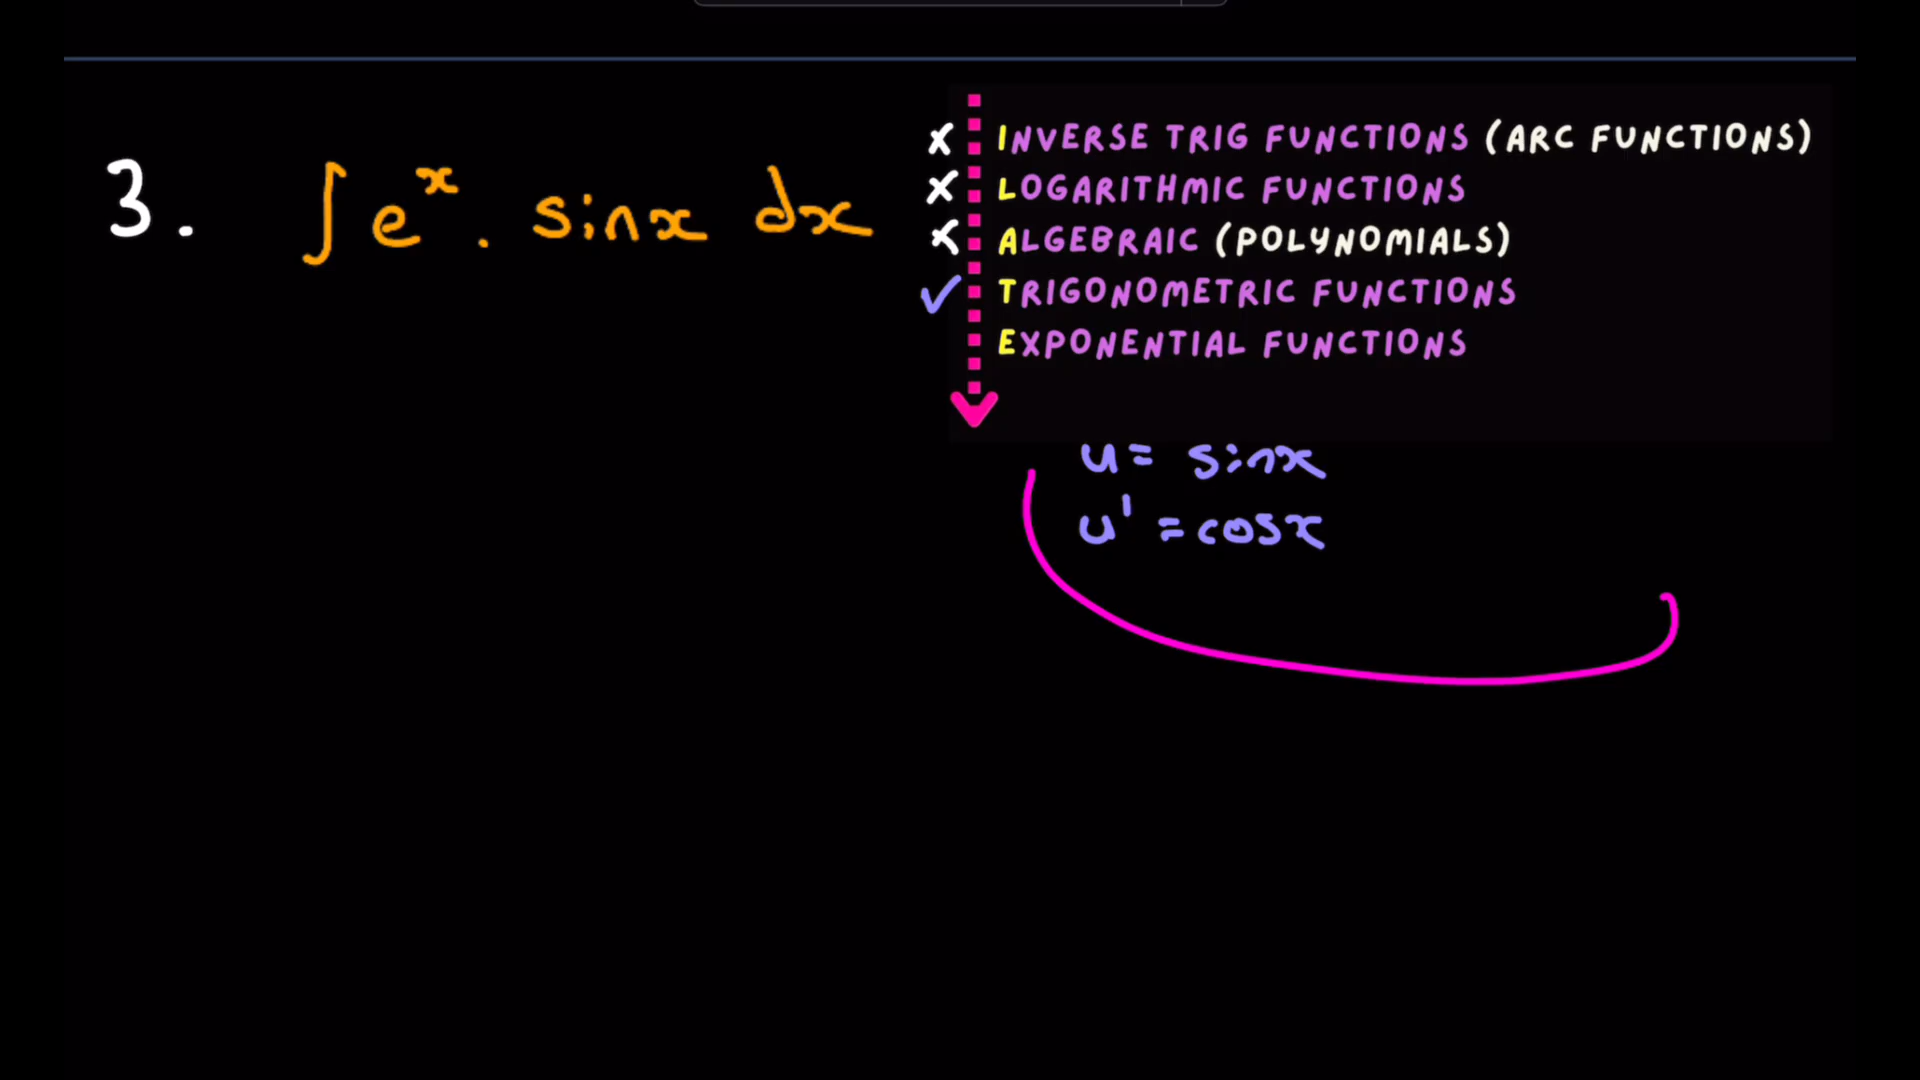 3. ∫ eˣ . sinx dx
x INVERSE TRIG FUNCTIONS (ARC FUNCTIONS)
x LOGARITHMIC FUNCTIONS
x ALGEBRAIC (POLYNOMIALS)
✓ TRIGONOMETRIC FUNCTIONS
EXPONENTIAL FUNCTIONS
u = sinx
u' = cosx